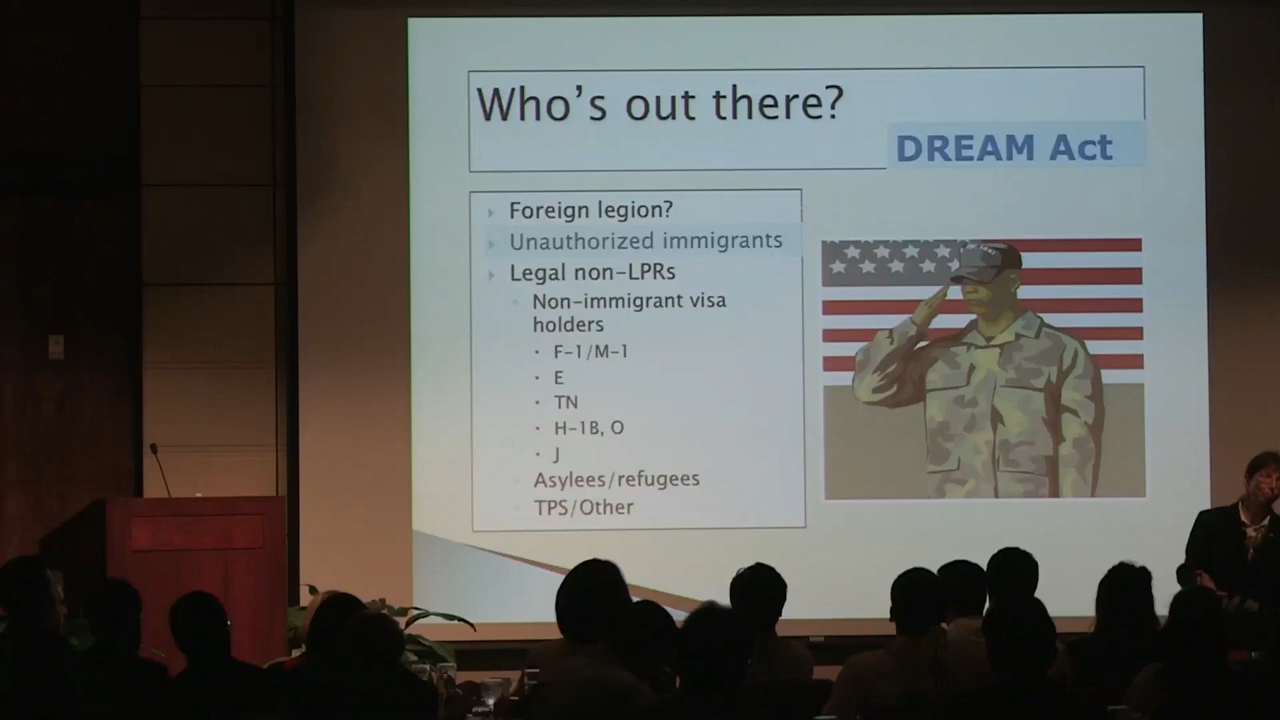 Who's out there?
DREAM Act
Foreign legion?
Unauthorized immigrants
Legal non-LPRs
Non-immigrant visa
holders
F-1/M-1
E
TN
H-1B, O
J
Asylees/refugees
TPS/Other